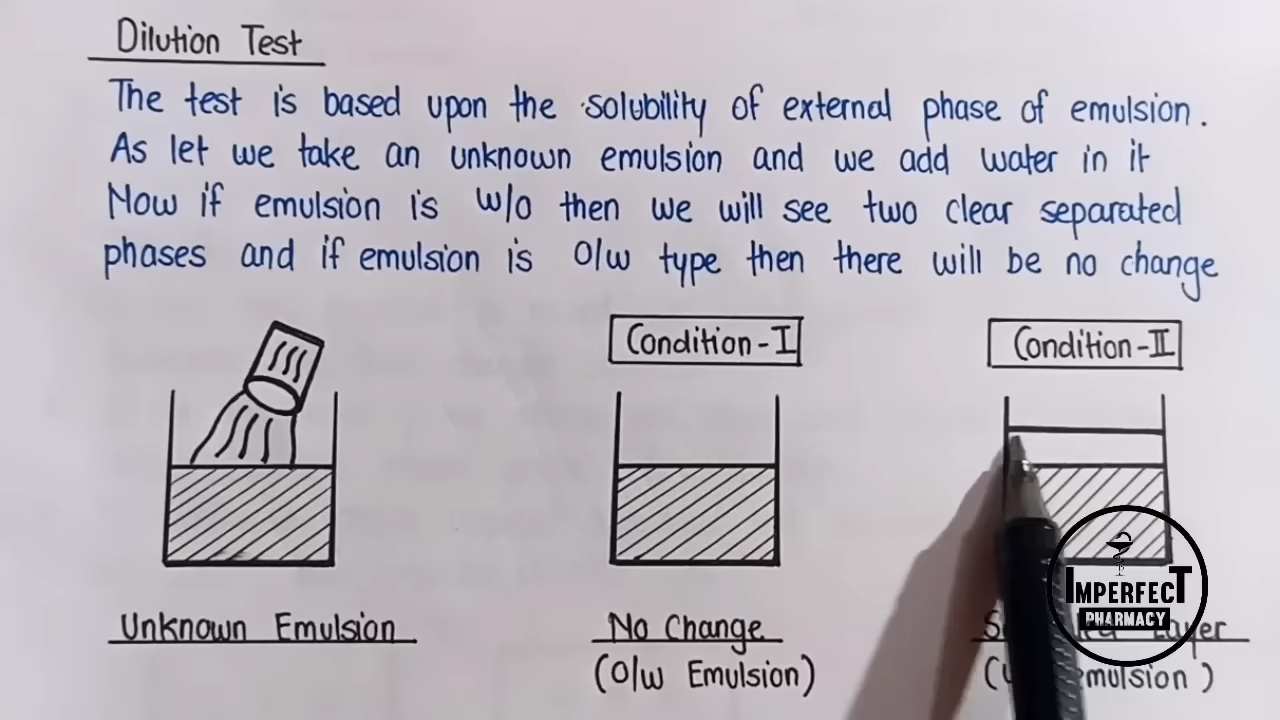 Dilution Test
The test is based upon the solubility of external phase of emulsion.
As let we take an unknown emulsion and we add water in it
Now if emulsion is w/o then we will see two clear separated
phases and if emulsion is o/w type then there will be no change
Condition-I
Condition-II
Unknown Emulsion
No Change
(O/w Emulsion)
Layer
emulsion)
IMPERFECT
PHARMACY